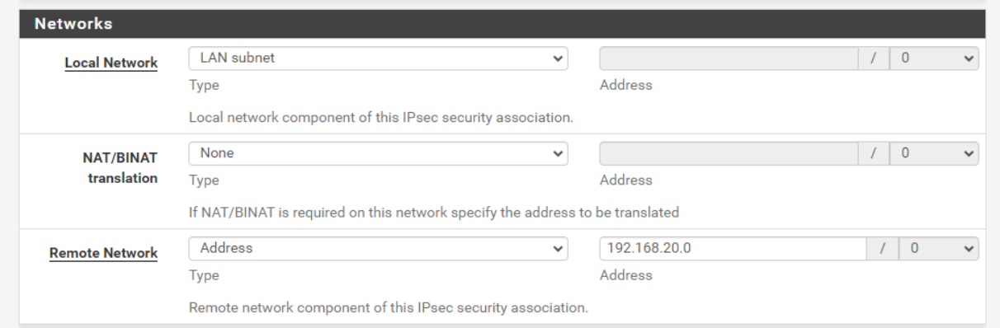 Networks
Local Network LAN subnet / 0
Type Address
Local network component of this IPsec security association.
NAT/BINAT translation None / 0
Type Address
If NAT/BINAT is required on this network specify the address to be translated
Remote Network Address 192.168.20.0 / 0
Type Address
Remote network component of this IPsec security association.